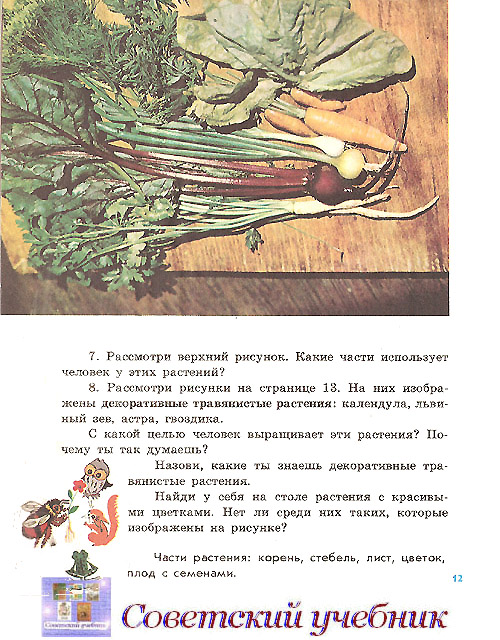 7. Рассмотри верхний рисунок. Какие части использует
человек у этих растений?
8. Рассмотри рисунки на странице 13. На них изобра-
жены декоративные травянистые растения: календула, льви-
ный зев, астра, гвоздика.
С какой целью человек выращивает эти растения? По-
чему ты так думаешь?
Назови, какие ты знаешь декоративные тра-
вянистые растения.
Найди у себя на столе растения с красивы-
ми цветками. Нет ли среди них таких, которые
изображены на рисунке?
Части растения: корень, стебель, лист, цветок,
плод с семенами.
12
Советский учебник
Советский учебник